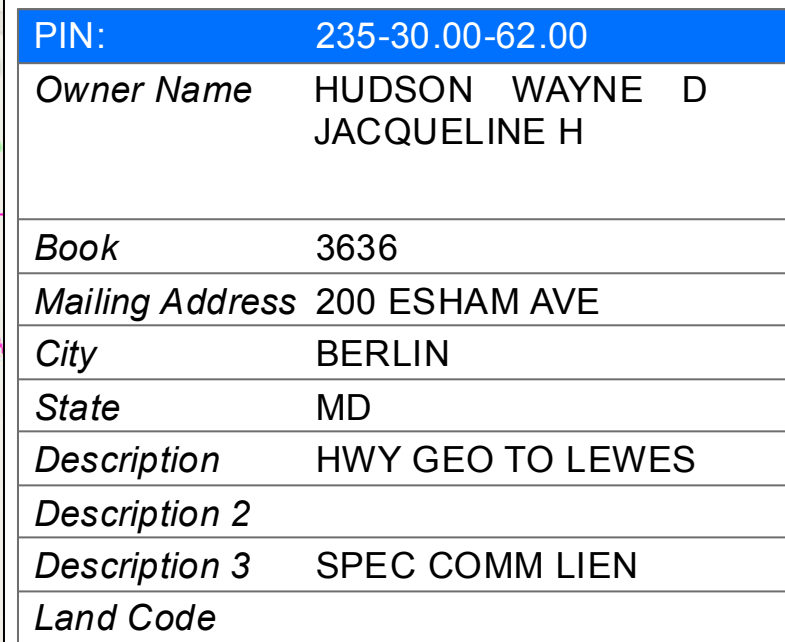 PIN: 235-30.00-62.00
Owner Name HUDSON WAYNE D
JACQUELINE H
Book 3636
Mailing Address 200 ESHAM AVE
City BERLIN
State MD
Description HWY GEO TO LEWES
Description 2
Description 3 SPEC COMM LIEN
Land Code